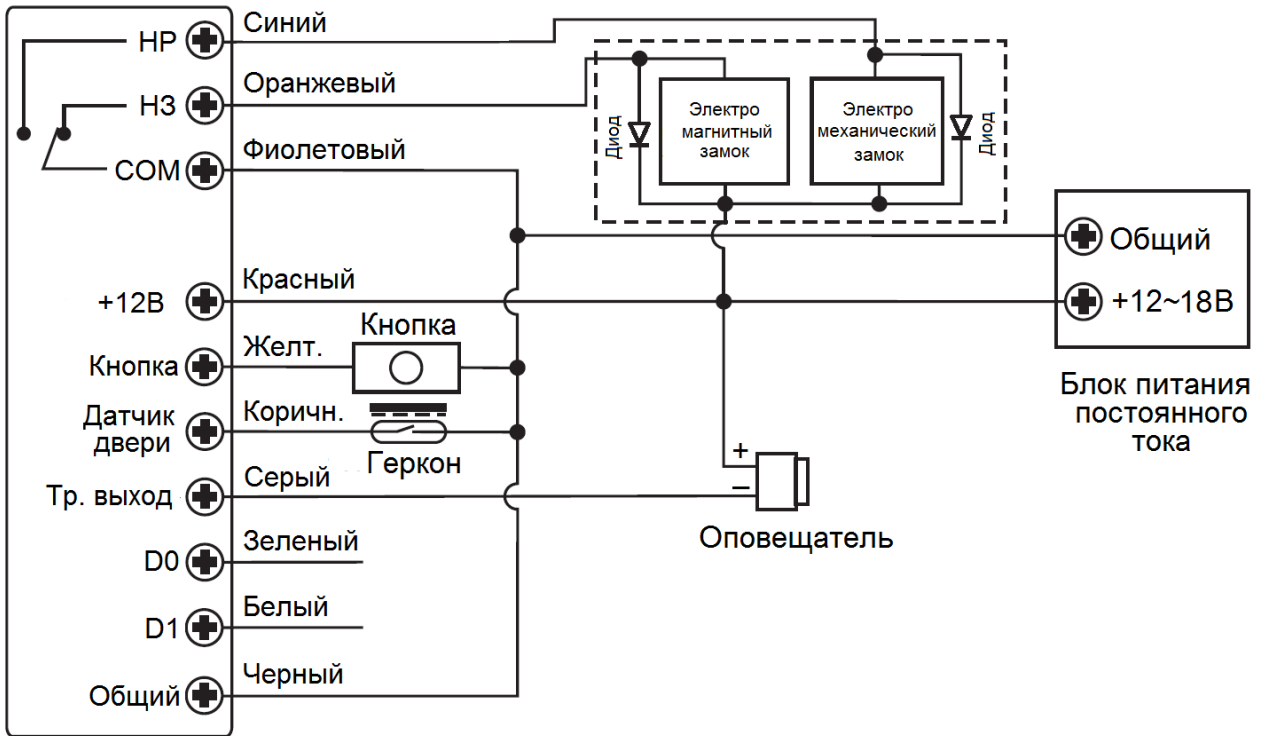 НР
Синий
НЗ
Оранжевый
COM
Фиолетовый
+12В
Красный
Кнопка
Желт.
Кнопка
Датчик
двери
Коричн.
Геркон
Тр. выход
Серый
D0
Зеленый
D1
Белый
Общий
Черный
Диод
Электро
магнитный
замок
Электро
механический
замок
Диод
Общий
+12~18В
Блок питания
постоянного
тока
+
–
Оповещатель